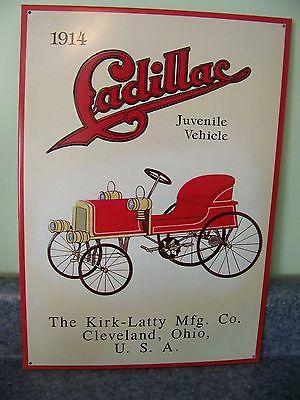 1914
Cadillac
Juvenile
Vehicle
The Kirk-Latty Mfg. Co.
Cleveland, Ohio,
U. S. A.